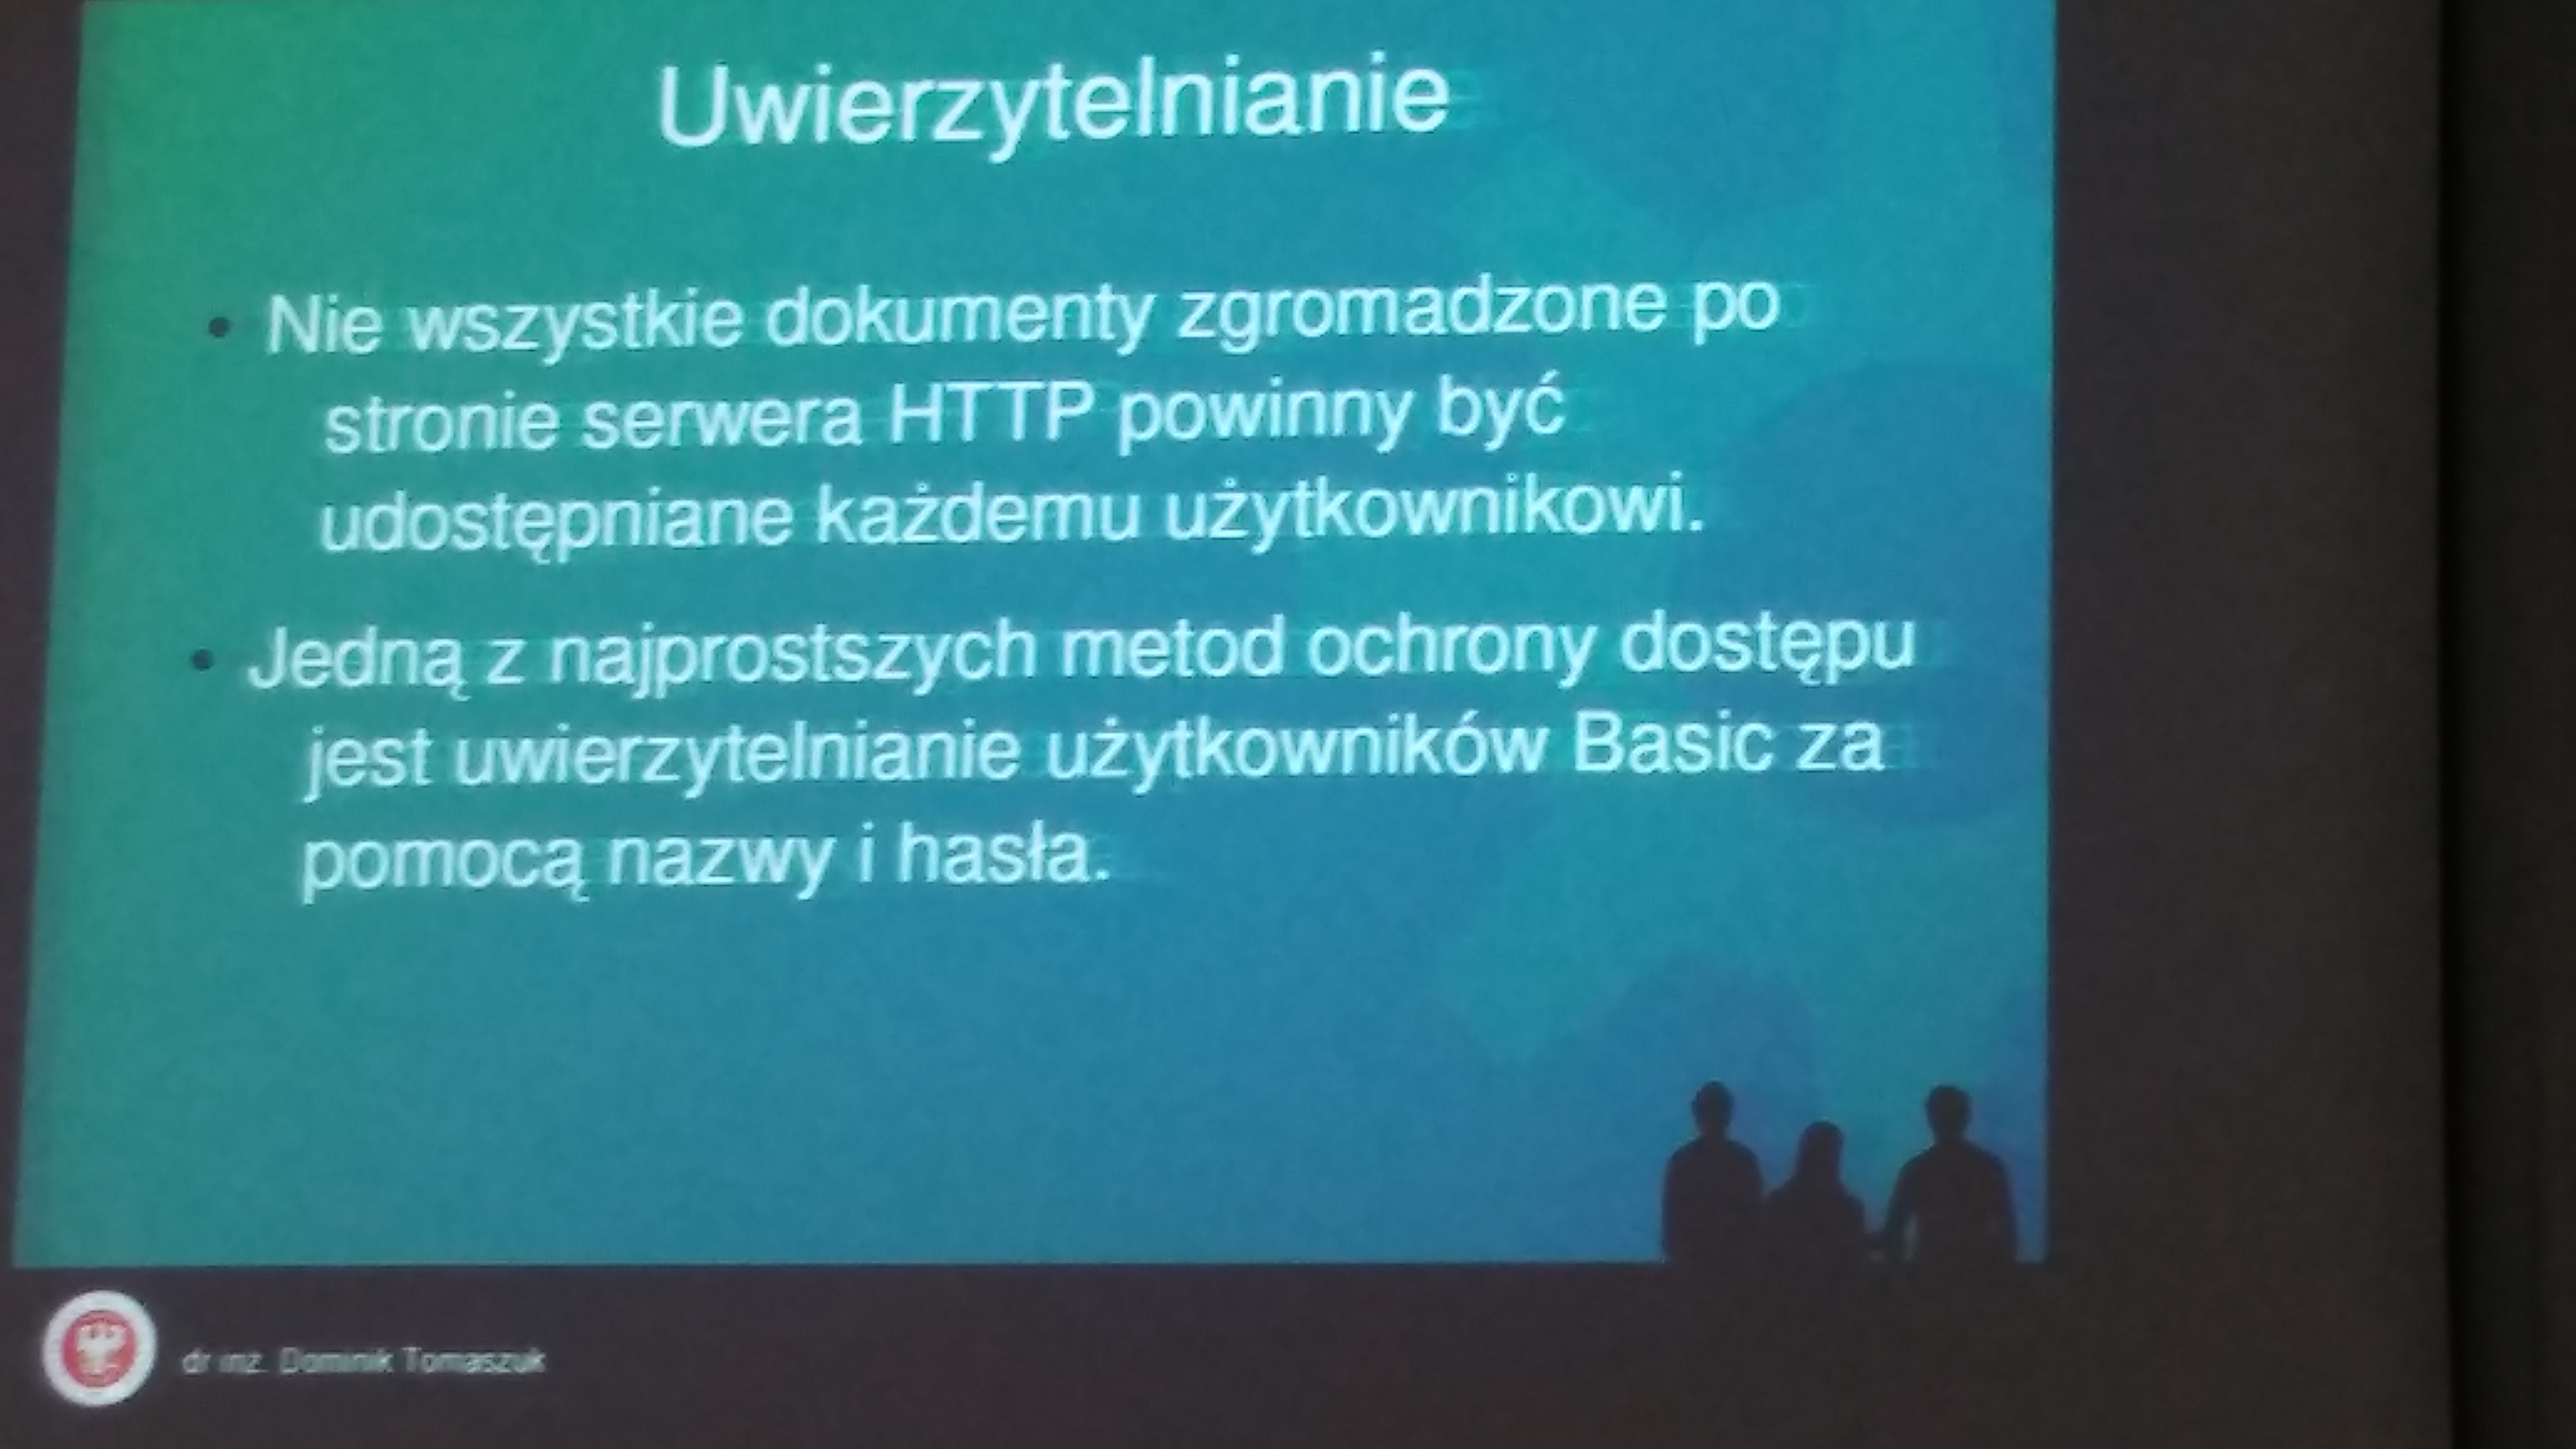 Uwierzytelnianie
• Nie wszystkie dokumenty zgromadzone po
stronie serwera HTTP powinny być
udostępniane każdemu użytkownikowi.
• Jedną z najprostszych metod ochrony dostępu
jest uwierzytelnianie użytkowników Basic za
pomocą nazwy i hasła.
dr inż. Dominik Tomaszuk